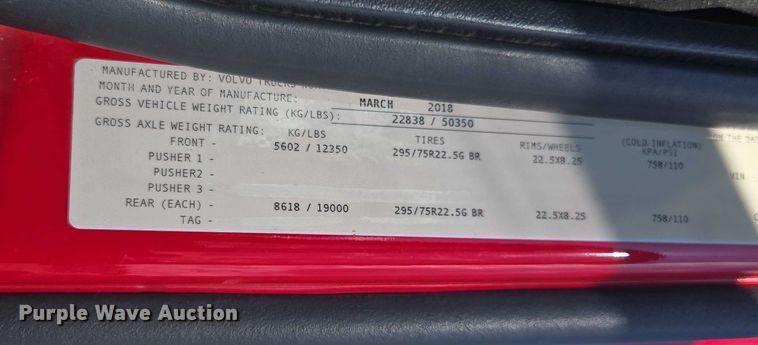 MANUFACTURED BY: VOLVO TRUCKS
MONTH AND YEAR OF MANUFACTURE: MARCH 2018
GROSS VEHICLE WEIGHT RATING (KG/LBS): 22838 / 50350
GROSS AXLE WEIGHT RATING: KG/LBS TIRES RIMS/WHEELS (COLD INFLATION) KPA/PSI ON THE DAT
FRONT - 5602 / 12350 295/75R22.5G BR 22.5X8.25 758/110
PUSHER 1 -
PUSHER2 - VIN
PUSHER 3 -
REAR (EACH) - 8618 / 19000 295/75R22.5G BR 22.5X8.25 758/110
TAG -
Purple Wave Auction